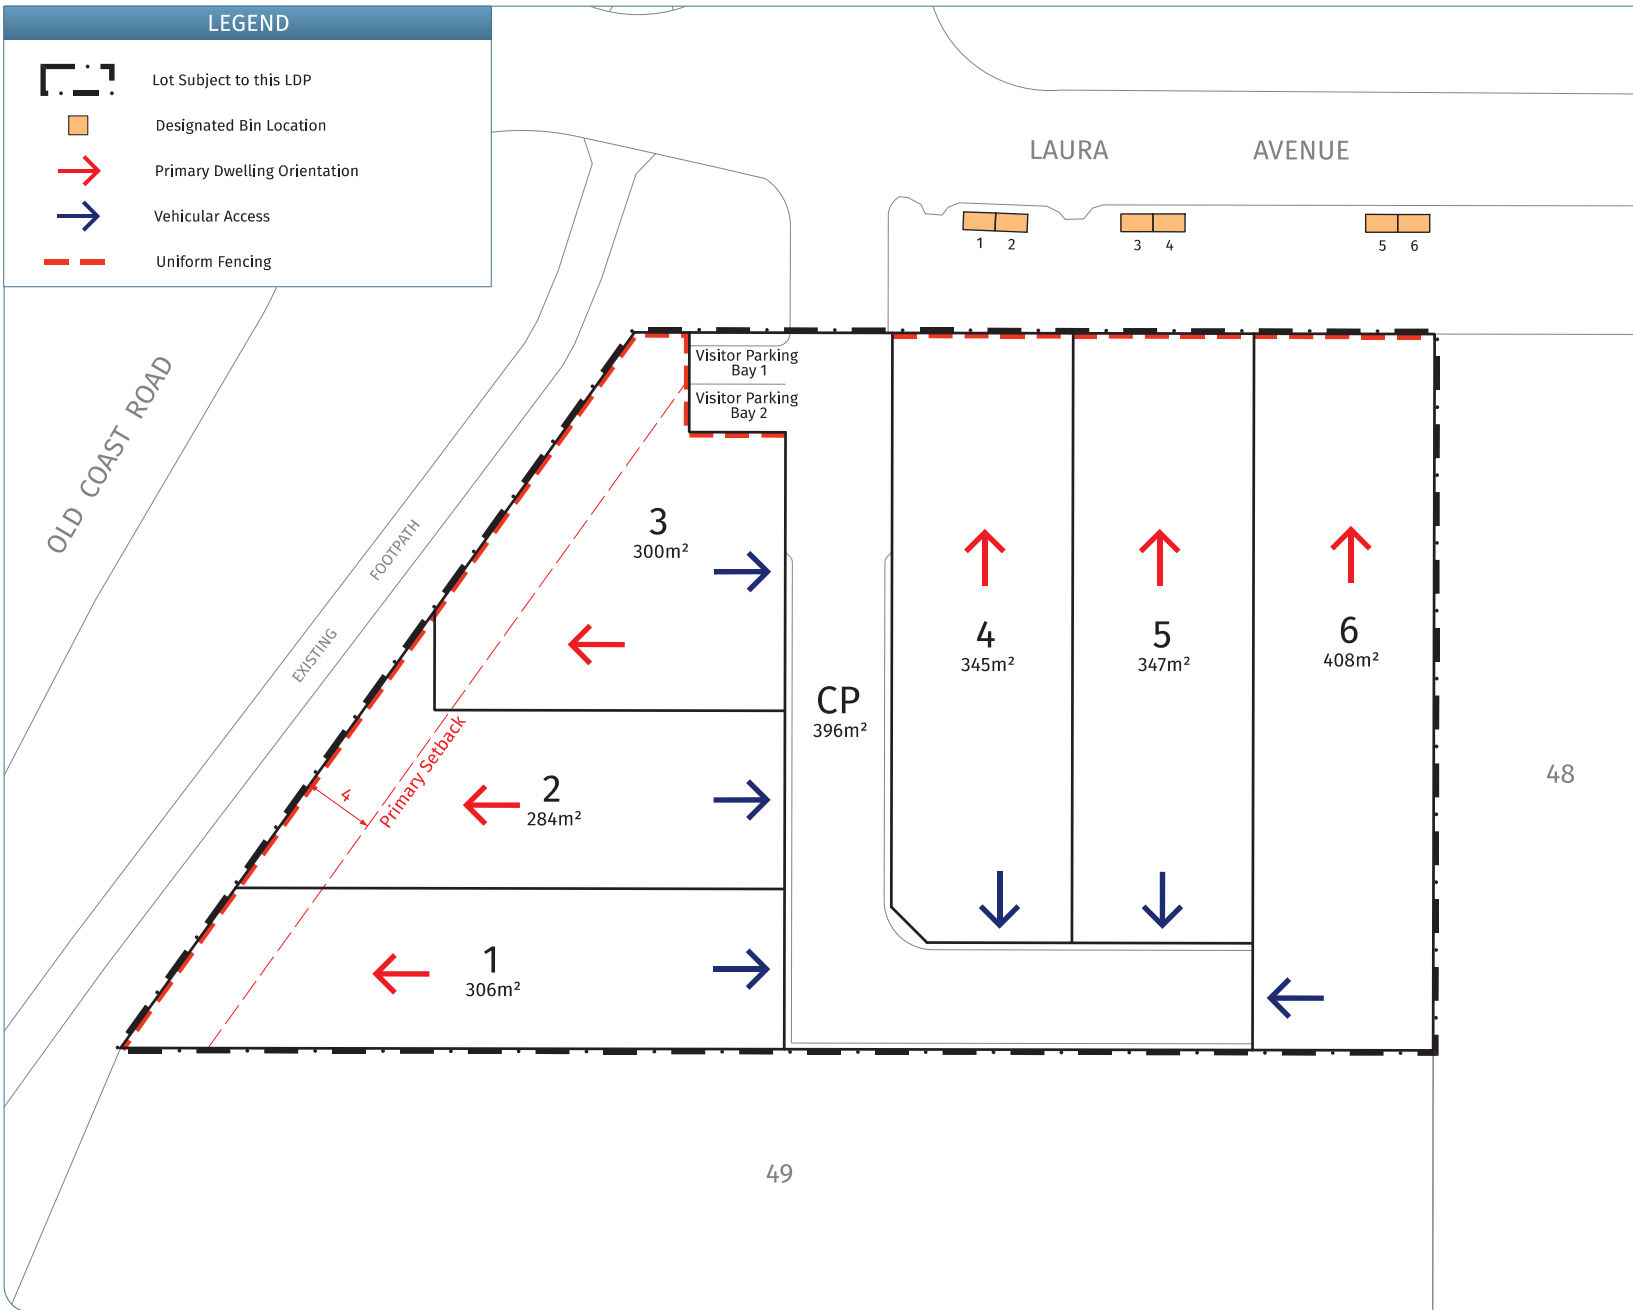 LEGEND
Lot Subject to this LDP
Designated Bin Location
Primary Dwelling Orientation
Vehicular Access
Uniform Fencing
LAURA AVENUE
1 2
3 4
5 6
OLD COAST ROAD
EXISTING FOOTPATH
Visitor Parking
Bay 1
Visitor Parking
Bay 2
3
300m²
4
345m²
5
347m²
6
408m²
CP
396m²
Primary Setback
4
2
284m²
1
306m²
48
49